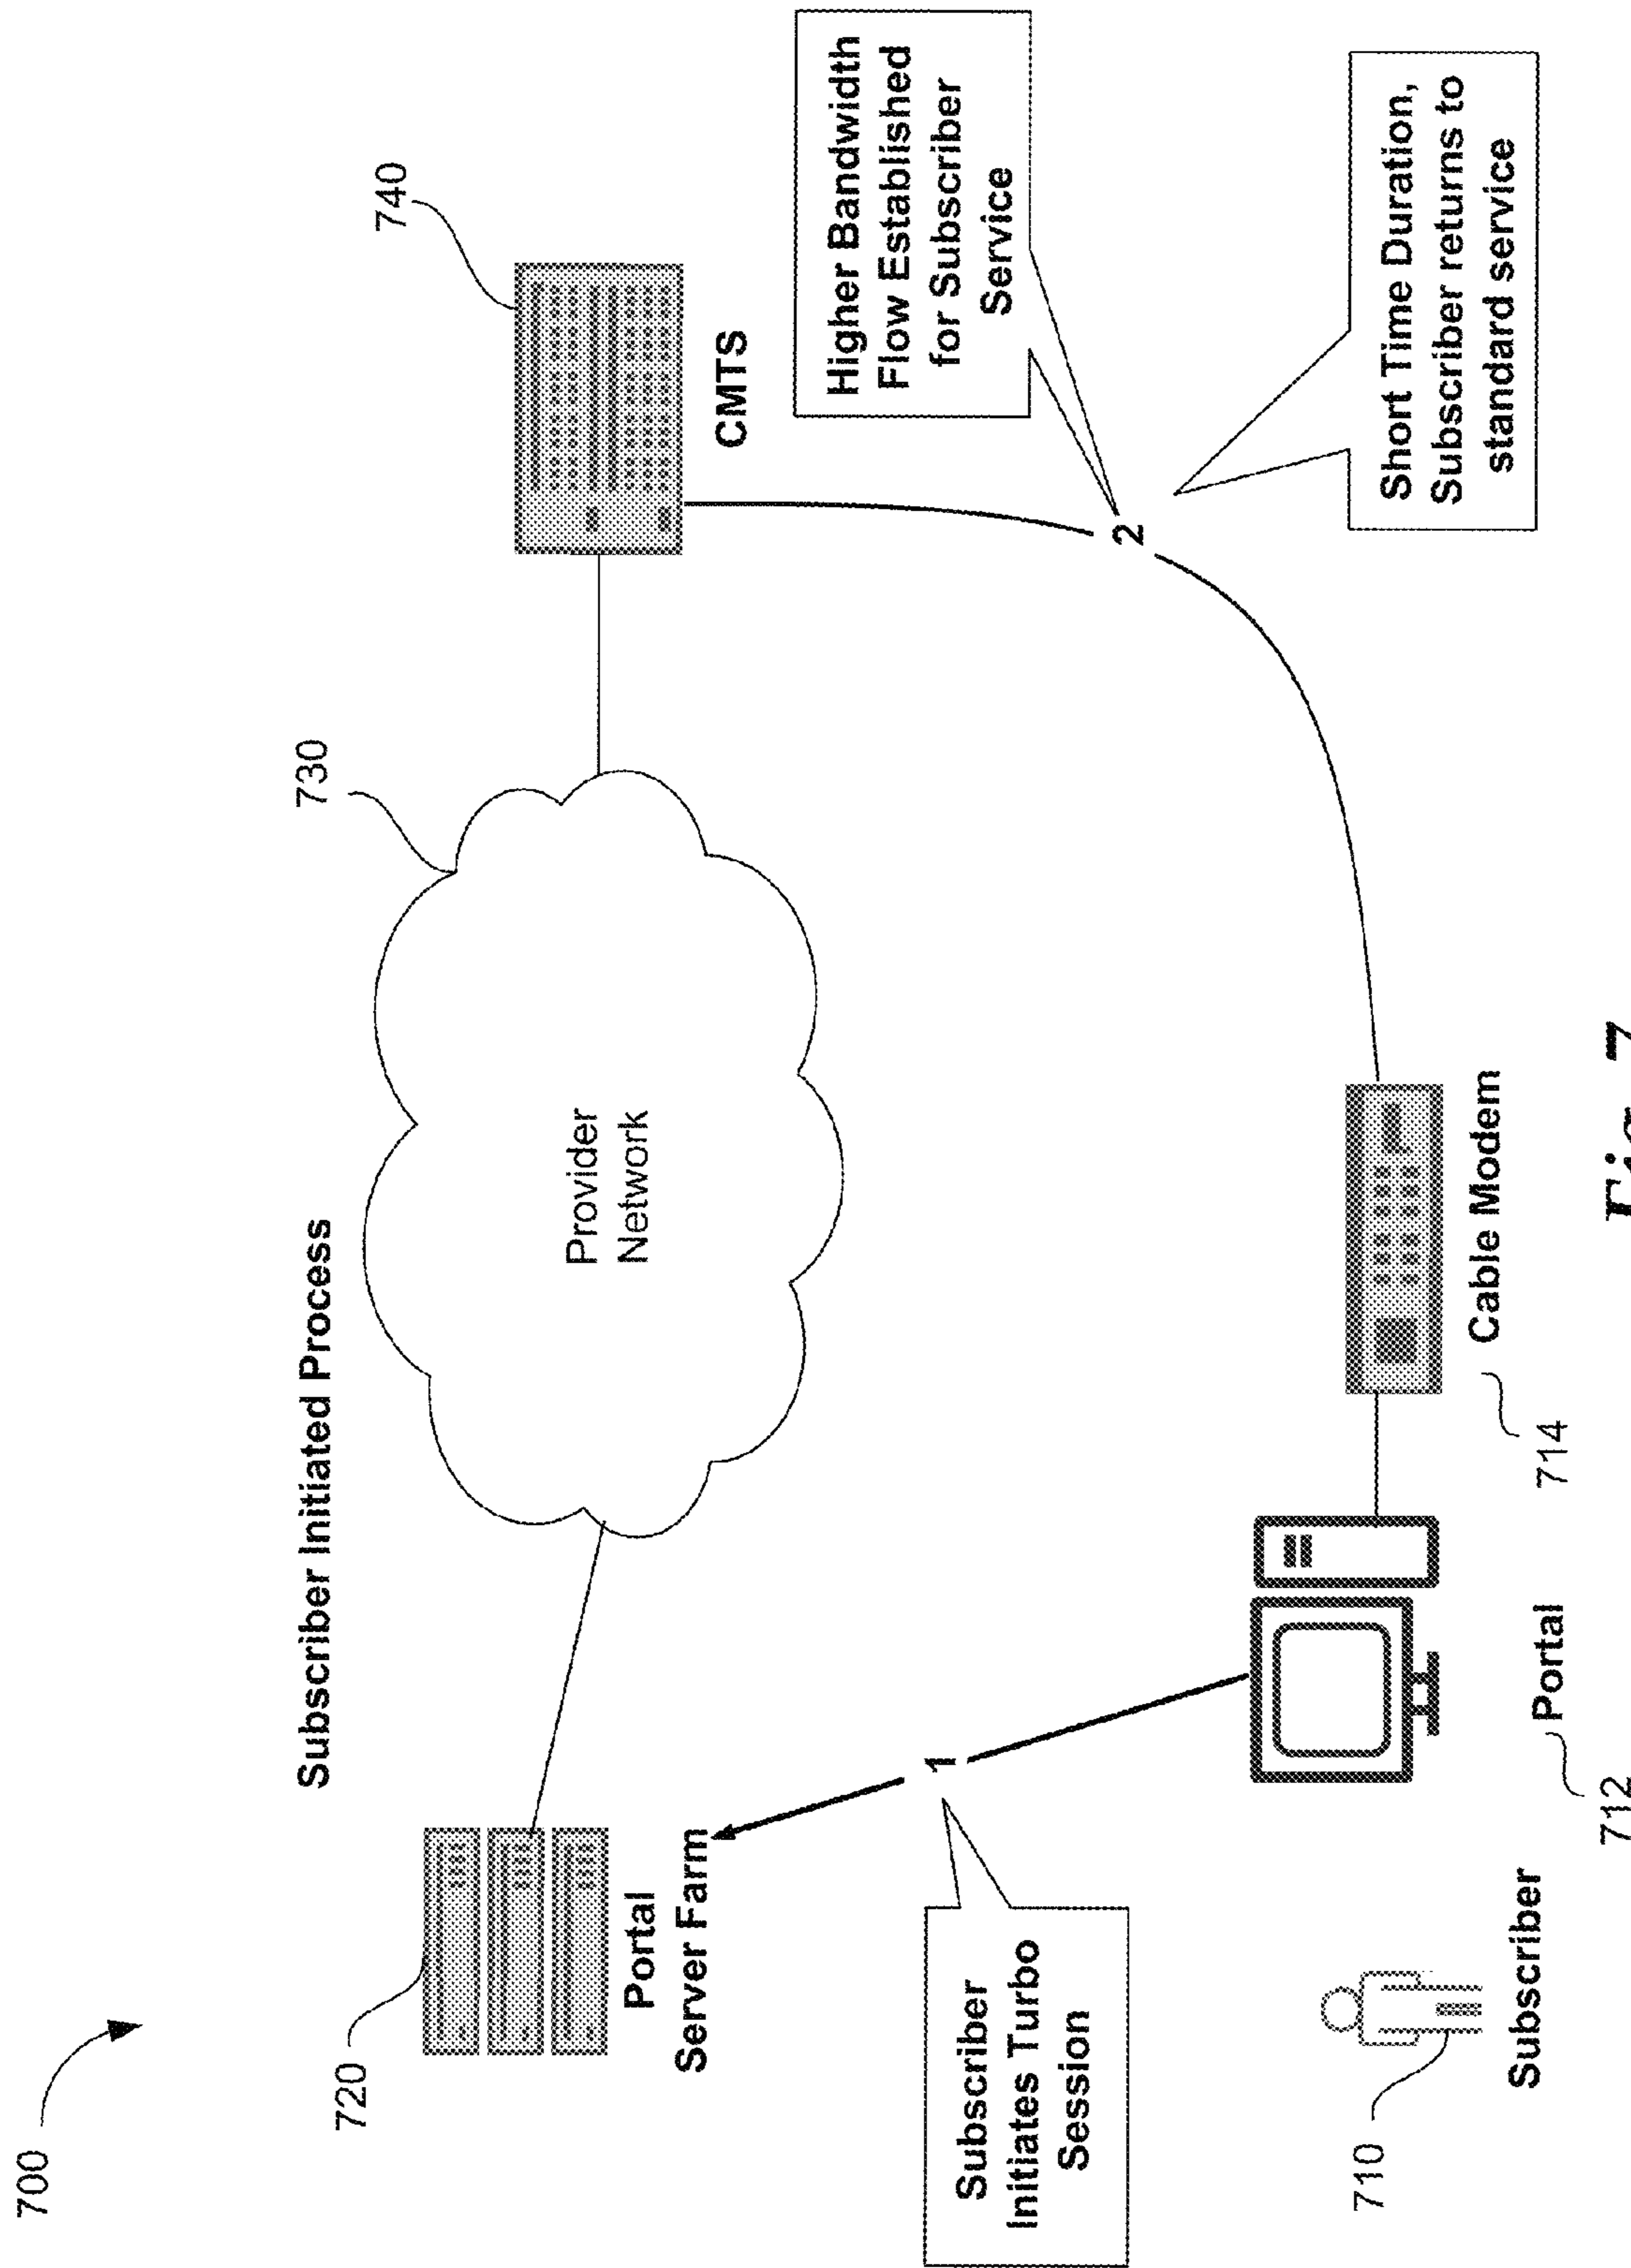 700
Subscriber Initiated Process
720
Portal
Server Farm
730
Provider
Network
740
CMTS
Subscriber
Initiates Turbo
Session
1
Higher Bandwidth
Flow Established
for Subscriber
Service
2
Short Time Duration,
Subscriber returns to
standard service
710
Subscriber
712
Portal
714
Cable Modem
Fig. 7